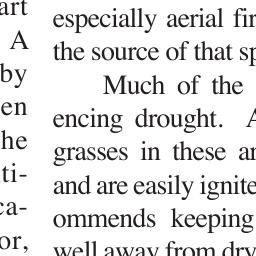 art
A
by
en
he
ti-
ca-
or,
especially aerial fir
the source of that sp
Much of the
encing drought. A
grasses in these ar
and are easily ignite
ommends keeping
well away from dry